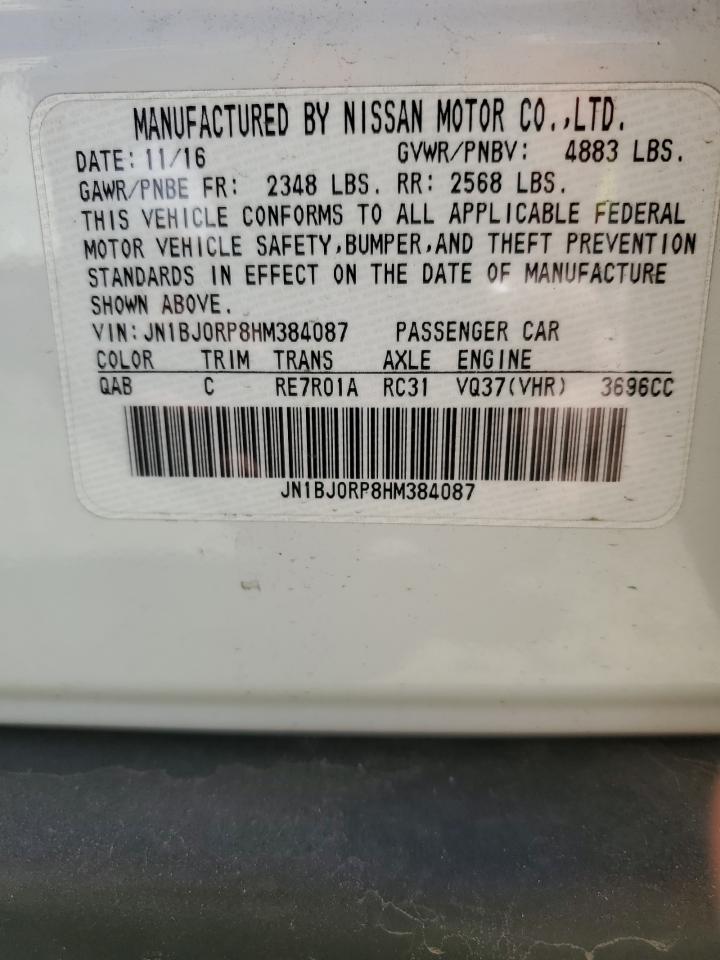 MANUFACTURED BY NISSAN MOTOR CO.,LTD.
DATE: 11/16 GVWR/PNBV: 4883 LBS.
GAWR/PNBE FR: 2348 LBS. RR: 2568 LBS.
THIS VEHICLE CONFORMS TO ALL APPLICABLE FEDERAL
MOTOR VEHICLE SAFETY,BUMPER,AND THEFT PREVENTION
STANDARDS IN EFFECT ON THE DATE OF MANUFACTURE
SHOWN ABOVE.
VIN: JN1BJ0RP8HM384087 PASSENGER CAR
COLOR TRIM TRANS AXLE ENGINE
QAB C RE7R01A RC31 VQ37(VHR) 3696CC
JN1BJ0RP8HM384087